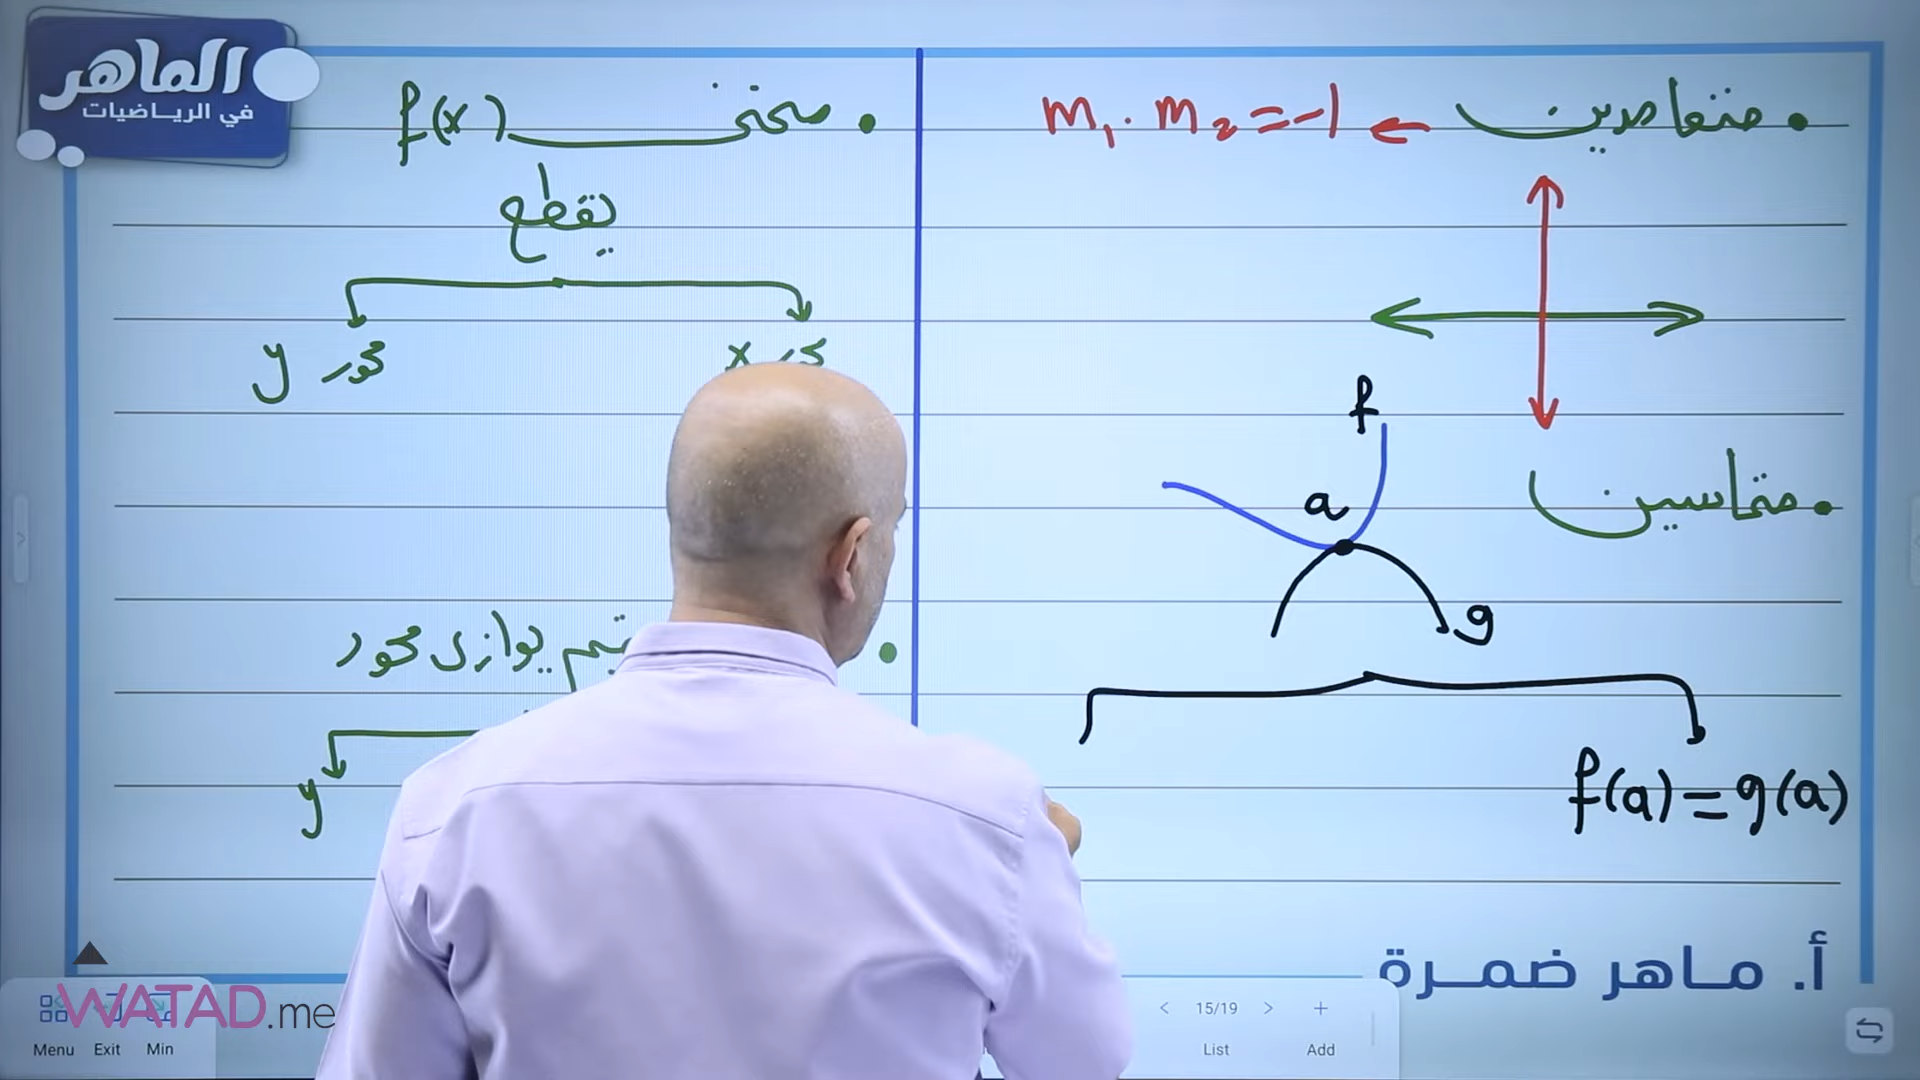 الماهر
في الرياضيات
• متعامدين ← m₁ . m₂ = -1
• متماسين
f
a
g
f(a) = g(a)
• منحنى f(x)
يقطع
محور y
يوازي محور
y
أ. ماهر ضمرة
WATAD.me
Menu Exit Min
15/19
List Add